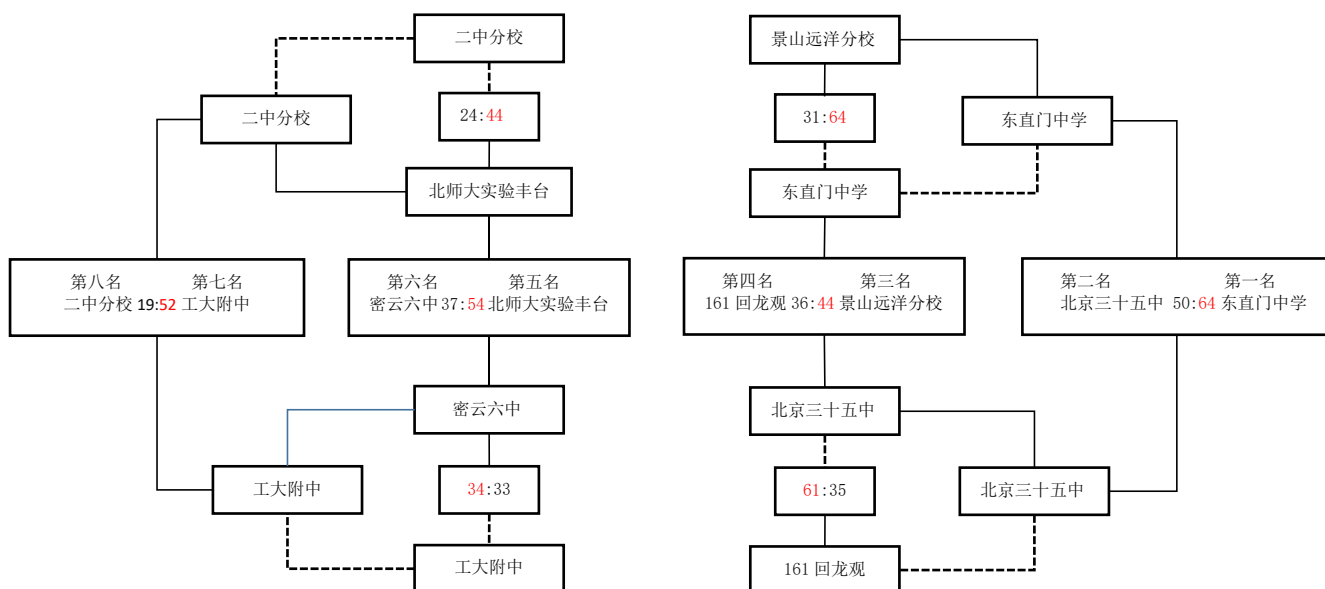 二中分校
24:44
二中分校
北师大实验丰台
第八名 第七名
二中分校 19:52 工大附中
第六名 第五名
密云六中 37:54 北师大实验丰台
密云六中
工大附中
34:33
工大附中
景山远洋分校
31:64
东直门中学
东直门中学
第四名 第三名
161 回龙观 36:44 景山远洋分校
第二名 第一名
北京三十五中 50:64 东直门中学
北京三十五中
61:35
北京三十五中
161 回龙观